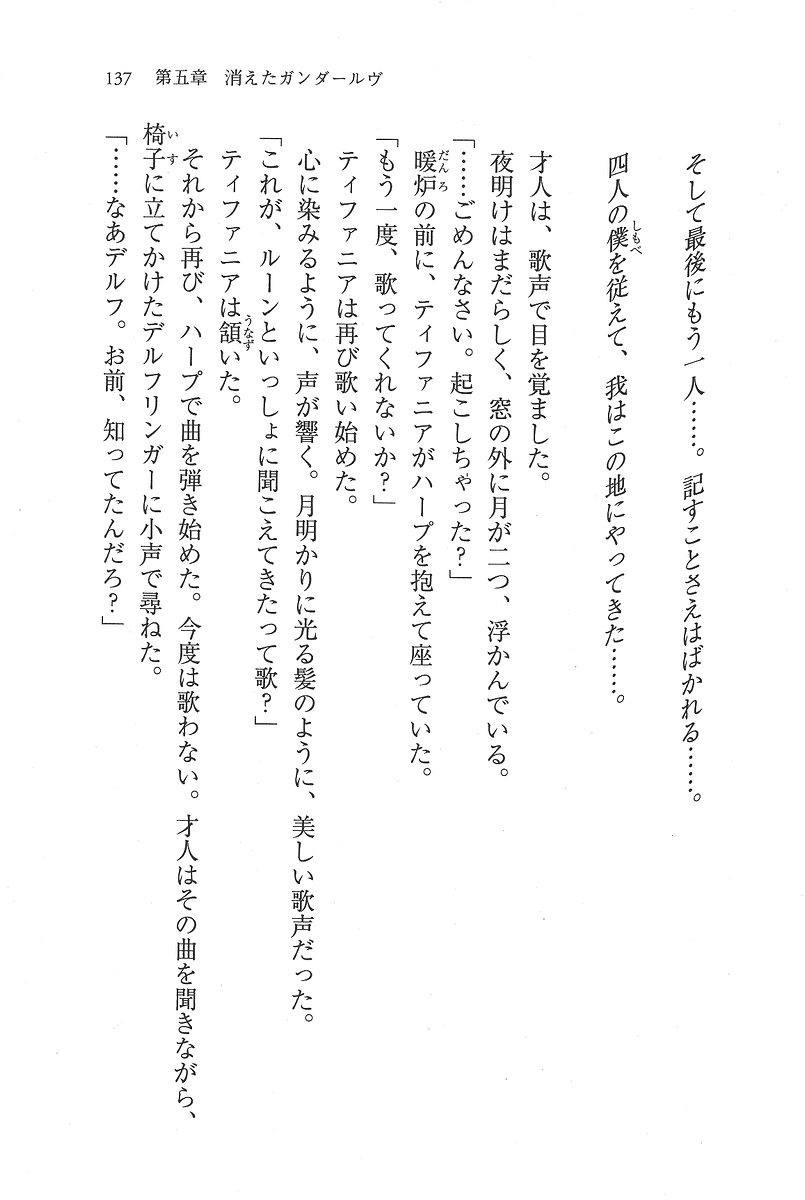 137　第五章　消えたガンダールヴ
そして最後にもう一人……。記すことさえはばかれる……。
四人の僕を従えて、我はこの地にやってきた……。
才人は、歌声で目を覚ました。
夜明けはまだらしく、窓の外に月が二つ、浮かんでいる。
「……ごめんなさい。起こしちゃった？」
暖炉の前に、ティファニアがハープを抱えて座っていた。
「もう一度、歌ってくれないか？」
ティファニアは再び歌い始めた。
心に染みるように、声が響く。月明かりに光る髪のように、美しい歌声だった。
「これが、ルーンといっしょに聞こえてきたって歌？」
ティファニアは頷いた。
それから再び、ハープで曲を弾き始めた。今度は歌わない。才人はその曲を聞きながら、
椅子に立てかけたデルフリンガーに小声で尋ねた。
「……なあデルフ。お前、知ってたんだろ？」